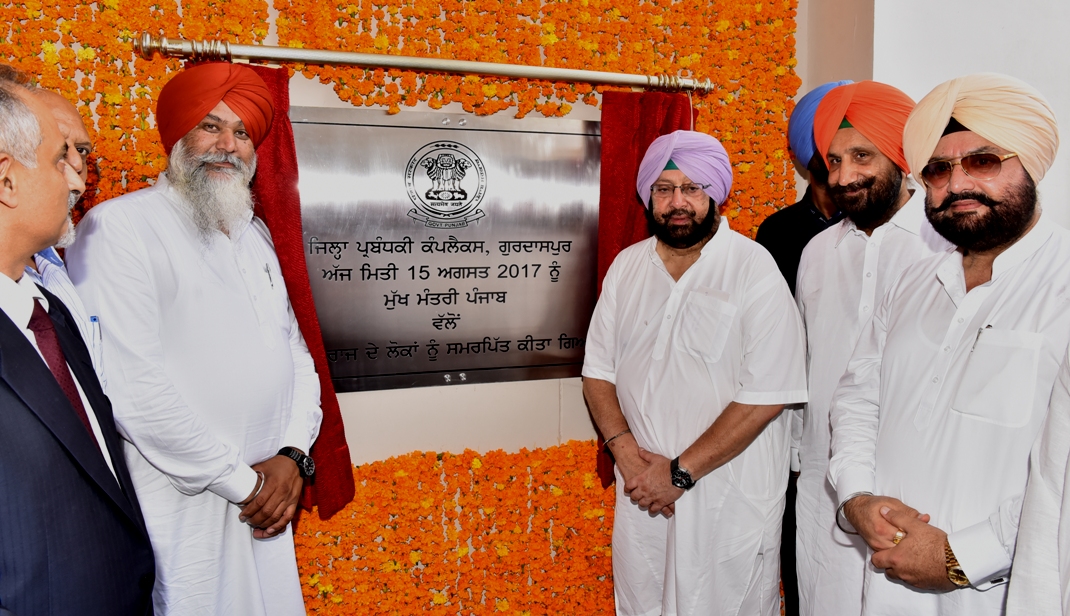 ਜਿਲ੍ਹਾ ਪ੍ਰਬੰਧਕੀ ਕੰਪਲੈਕਸ, ਗੁਰਦਾਸਪੁਰ
ਅੱਜ ਮਿਤੀ 15 ਅਗਸਤ 2017 ਨੂੰ
ਮੁੱਖ ਮੰਤਰੀ ਪੰਜਾਬ
ਵੱਲੋਂ
ਰਾਜ ਦੇ ਲੋਕਾਂ ਨੂੰ ਸਮਰਪਿੱਤ ਕੀਤਾ